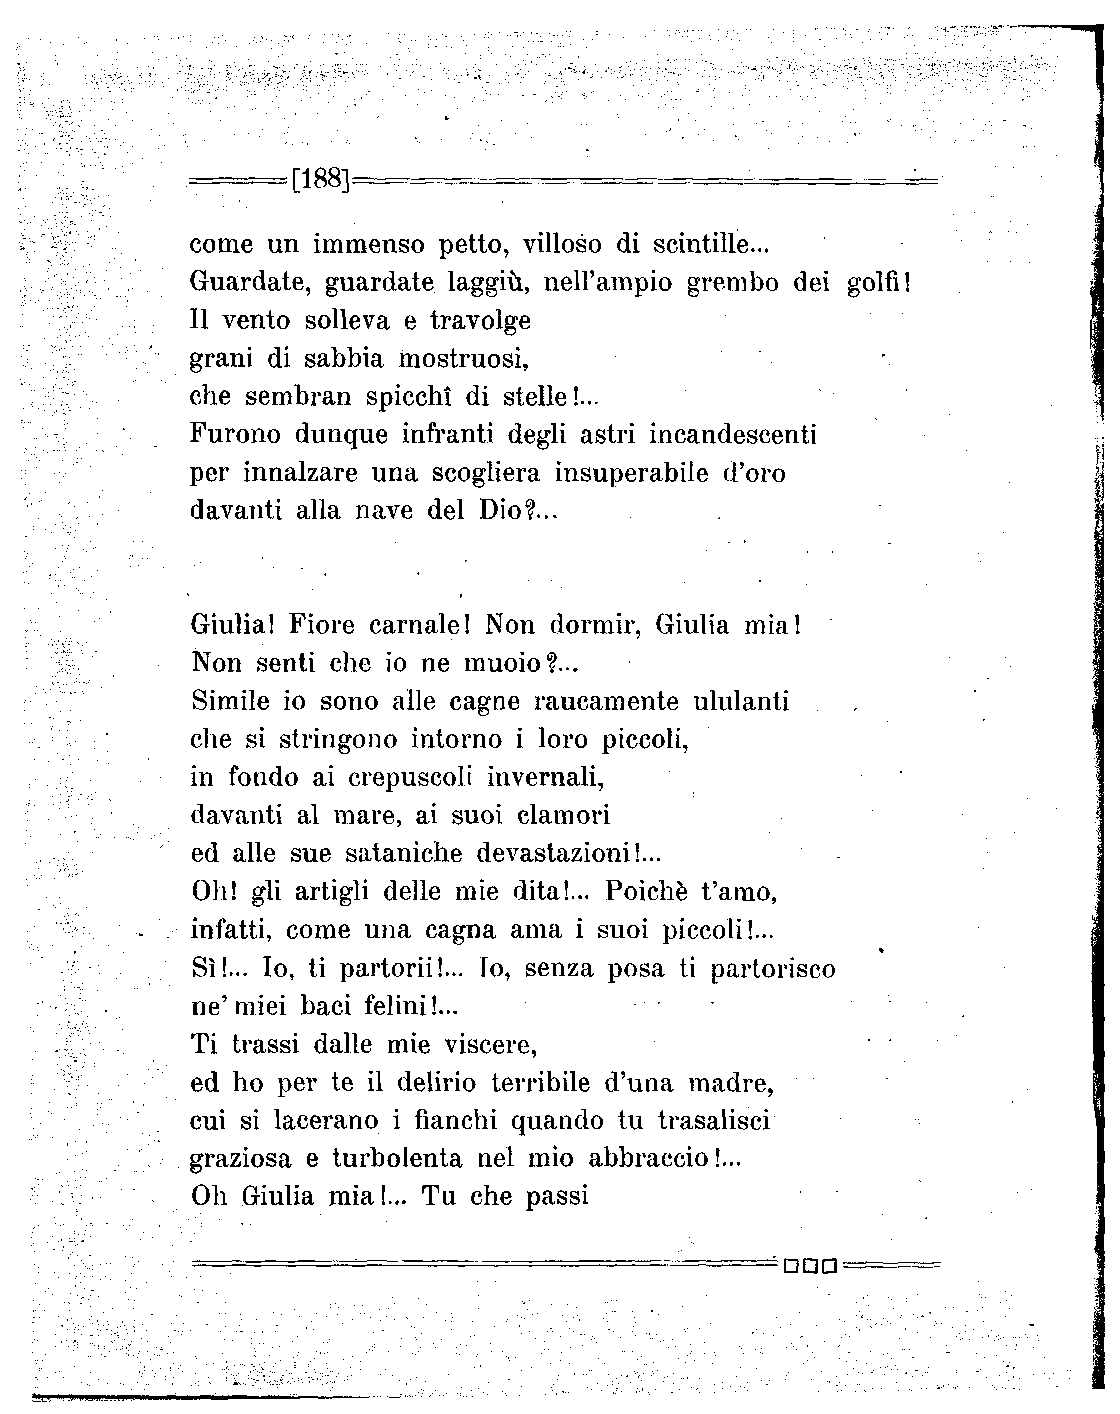 [188]
come un immenso petto, villoso di scintille...
Guardate, guardate laggiù, nell'ampio grembo dei golfi!
Il vento solleva e travolge
grani di sabbia mostruosi,
che sembran spicchî di stelle!...
Furono dunque infranti degli astri incandescenti
per innalzare una scogliera insuperabile d'oro
davanti alla nave del Dio?...
Giulia! Fiore carnale! Non dormir, Giulia mia!
Non senti che io ne muoio?...
Simile io sono alle cagne raucamente ululanti
che si stringono intorno i loro piccoli,
in fondo ai crepuscoli invernali,
davanti al mare, ai suoi clamori
ed alle sue sataniche devastazioni!...
Oh! gli artigli delle mie dita!... Poichè t'amo,
infatti, come una cagna ama i suoi piccoli!...
Sì!... Io, ti partorii!... Io, senza posa ti partorisco
ne' miei baci felini!...
Ti trassi dalle mie viscere,
ed ho per te il delirio terribile d'una madre,
cui si lacerano i fianchi quando tu trasalisci
graziosa e turbolenta nel mio abbraccio!...
Oh Giulia mia!... Tu che passi